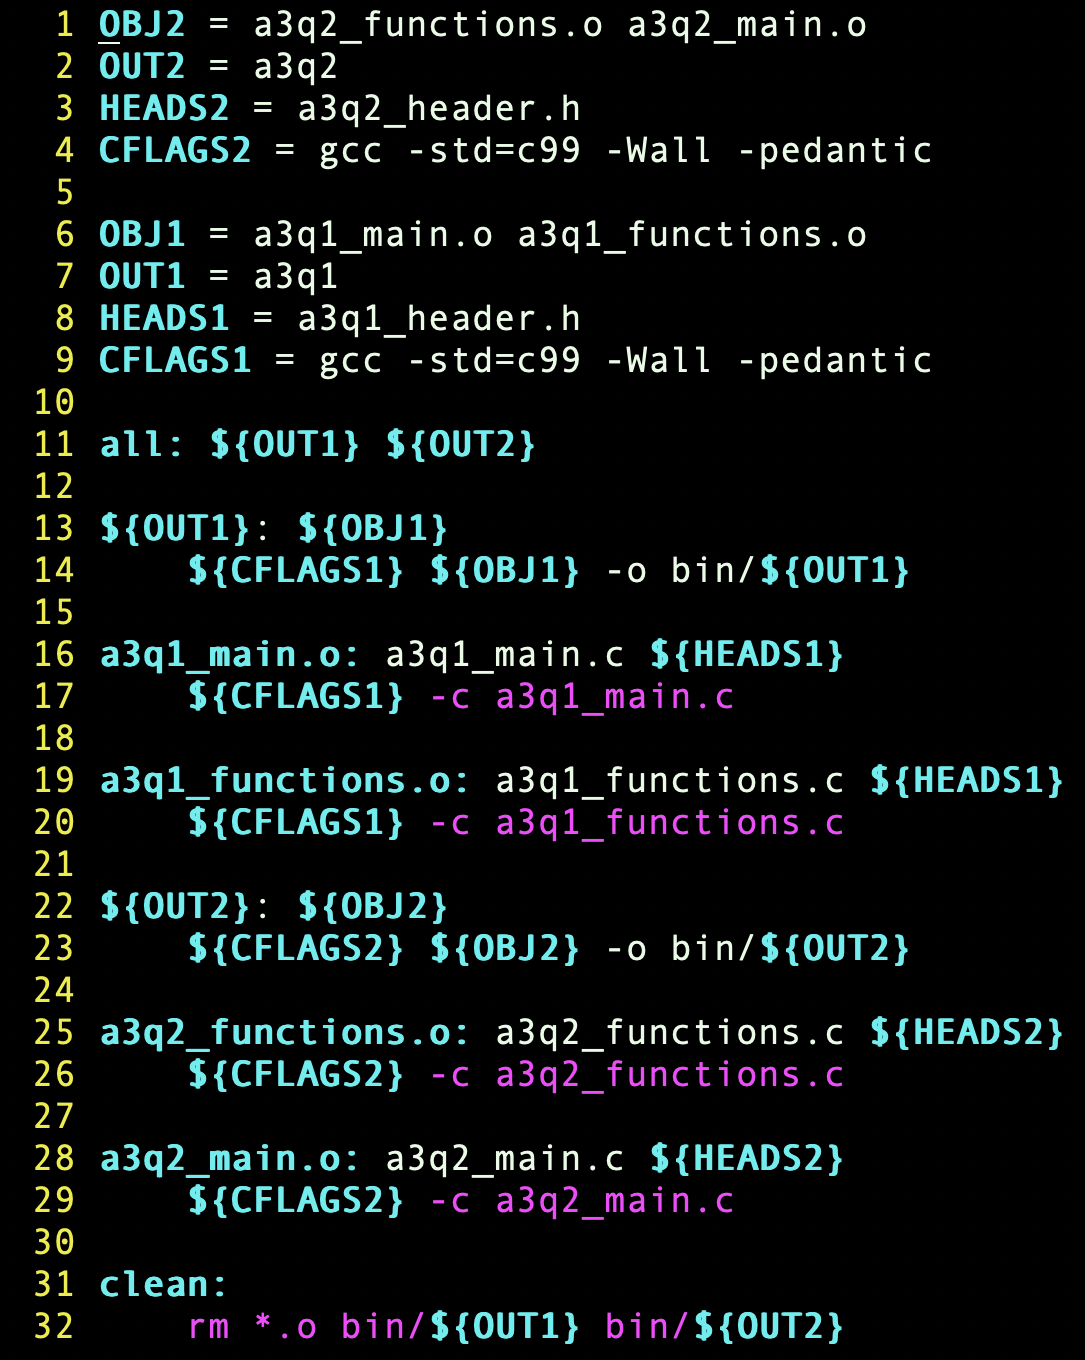 1 OBJ2 = a3q2_functions.o a3q2_main.o
2 OUT2 = a3q2
3 HEADS2 = a3q2_header.h
4 CFLAGS2 = gcc -std=c99 -Wall -pedantic
5
6 OBJ1 = a3q1_main.o a3q1_functions.o
7 OUT1 = a3q1
8 HEADS1 = a3q1_header.h
9 CFLAGS1 = gcc -std=c99 -Wall -pedantic
10
11 all: ${OUT1} ${OUT2}
12
13 ${OUT1}: ${OBJ1}
14     ${CFLAGS1} ${OBJ1} -o bin/${OUT1}
15
16 a3q1_main.o: a3q1_main.c ${HEADS1}
17     ${CFLAGS1} -c a3q1_main.c
18
19 a3q1_functions.o: a3q1_functions.c ${HEADS1}
20     ${CFLAGS1} -c a3q1_functions.c
21
22 ${OUT2}: ${OBJ2}
23     ${CFLAGS2} ${OBJ2} -o bin/${OUT2}
24
25 a3q2_functions.o: a3q2_functions.c ${HEADS2}
26     ${CFLAGS2} -c a3q2_functions.c
27
28 a3q2_main.o: a3q2_main.c ${HEADS2}
29     ${CFLAGS2} -c a3q2_main.c
30
31 clean:
32     rm *.o bin/${OUT1} bin/${OUT2}